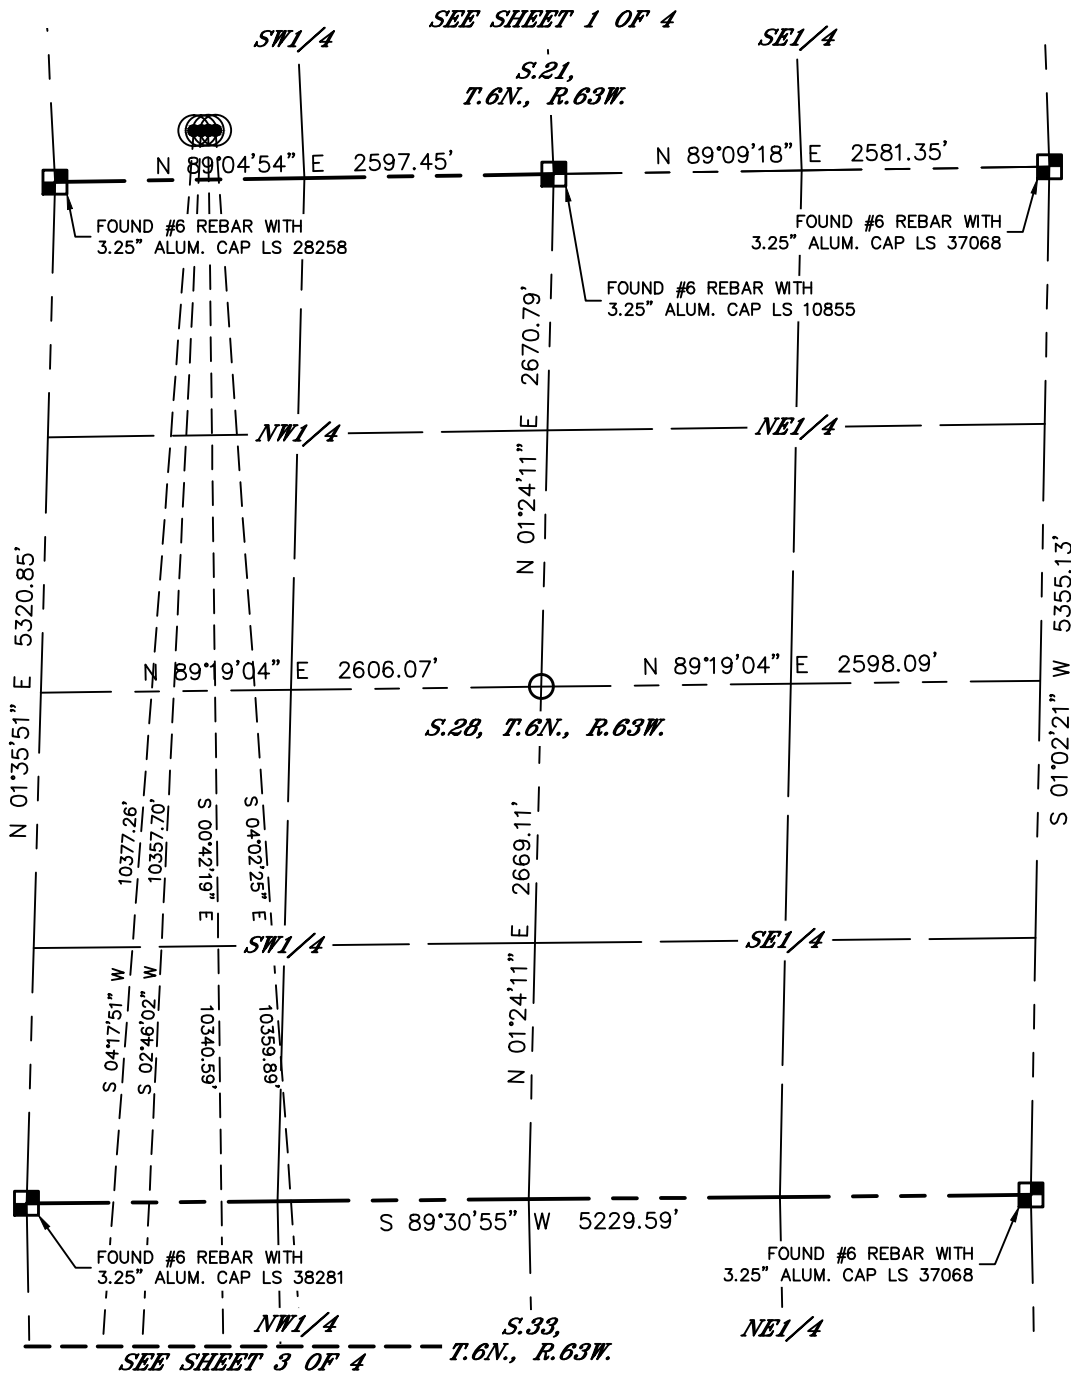 SEE SHEET 1 OF 4
SW1/4
SE1/4
S.21,
T.6N., R.63W.
N 89°04'54" E 2597.45'
N 89°09'18" E 2581.35'
FOUND #6 REBAR WITH
3.25" ALUM. CAP LS 28258
FOUND #6 REBAR WITH
3.25" ALUM. CAP LS 37068
FOUND #6 REBAR WITH
3.25" ALUM. CAP LS 10855
N 01°24'11" E 2670.79'
NW1/4
NE1/4
N 01°35'51" E 5320.85'
S 01°02'21" W 5355.13'
N 89°19'04" E 2606.07'
N 89°19'04" E 2598.09'
S.28, T.6N., R.63W.
S 04°17'51" W 10377.26'
S 02°46'02" W 10357.70'
S 00°42'19" E 10340.59'
S 04°02'25" E 10359.89'
N 01°24'11" E 2669.11'
SW1/4
SE1/4
S 89°30'55" W 5229.59'
FOUND #6 REBAR WITH
3.25" ALUM. CAP LS 38281
FOUND #6 REBAR WITH
3.25" ALUM. CAP LS 37068
NW1/4
S.33,
T.6N., R.63W.
NE1/4
SEE SHEET 3 OF 4